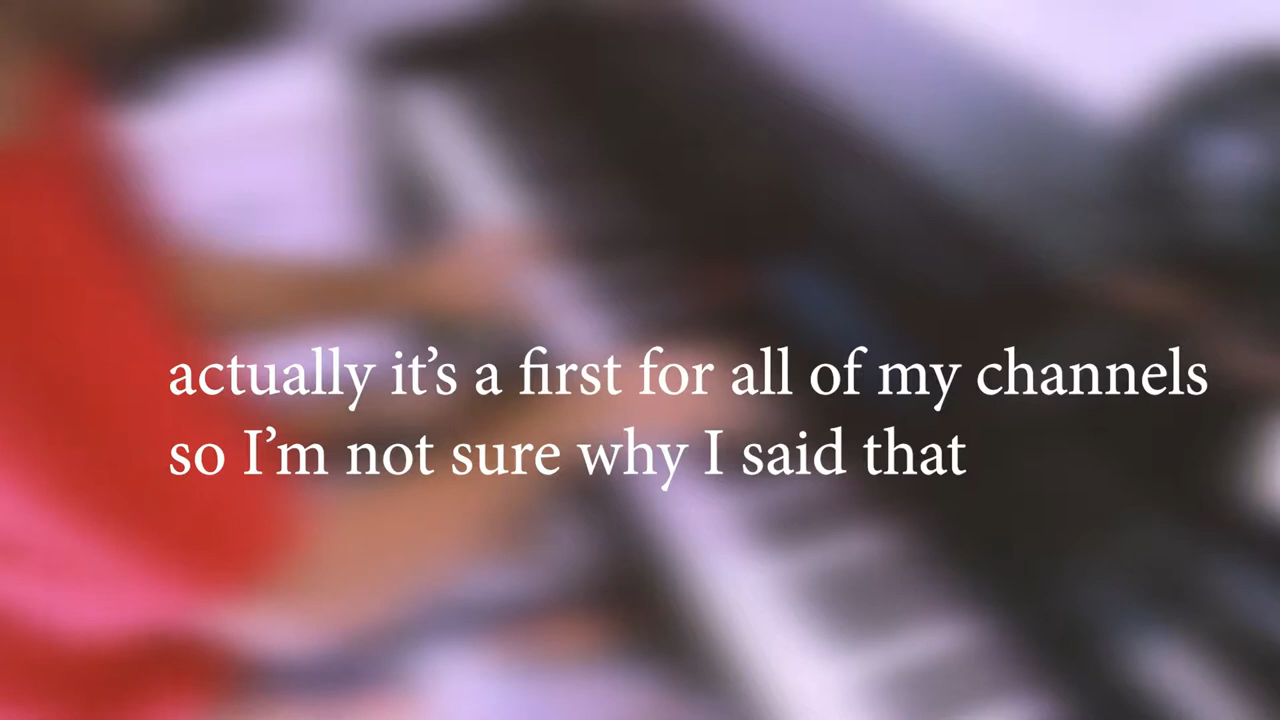 actually it’s a first for all of my channels
so I’m not sure why I said that